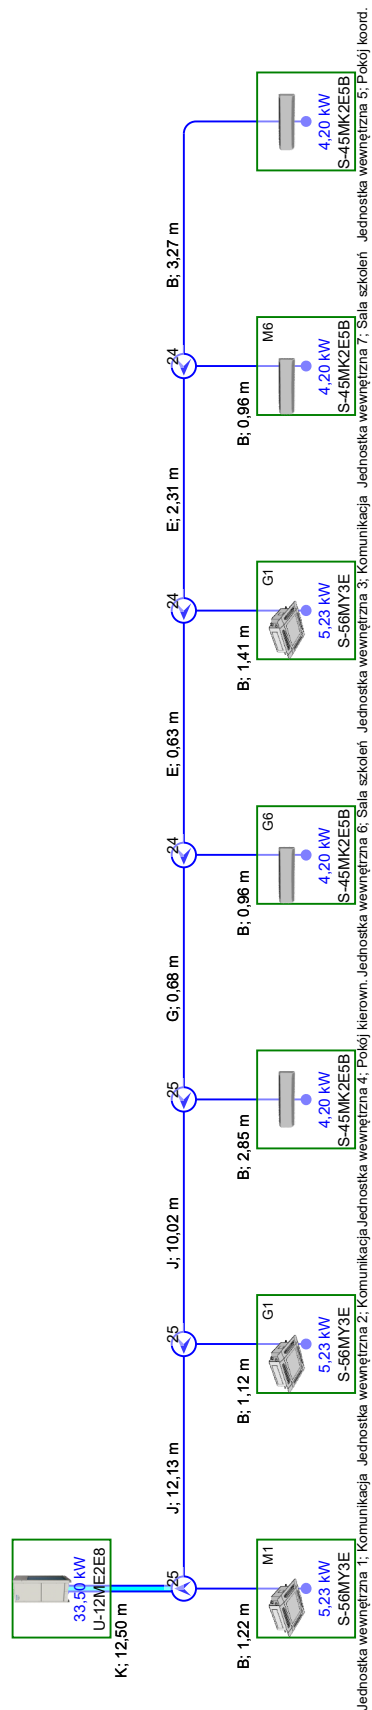 33,50 kW
U-12ME2E8
K; 12,50 m
25
B; 1,22 m
M1
5,23 kW
S-56MY3E
Jednostka wewnętrzna 1; Komunikacja
J; 12,13 m
25
B; 1,12 m
G1
5,23 kW
S-56MY3E
Jednostka wewnętrzna 2; Komunikacja
J; 10,02 m
25
B; 2,85 m
4,20 kW
S-45MK2E5B
Jednostka wewnętrzna 4; Pokój kierown.
G; 0,68 m
24
B; 0,96 m
G6
4,20 kW
S-45MK2E5B
Jednostka wewnętrzna 6; Sala szkoleń
E; 0,63 m
24
B; 1,41 m
G1
5,23 kW
S-56MY3E
Jednostka wewnętrzna 3; Komunikacja
E; 2,31 m
24
B; 0,96 m
M6
4,20 kW
S-45MK2E5B
Jednostka wewnętrzna 7; Sala szkoleń
B; 3,27 m
4,20 kW
S-45MK2E5B
Jednostka wewnętrzna 5; Pokój koord.